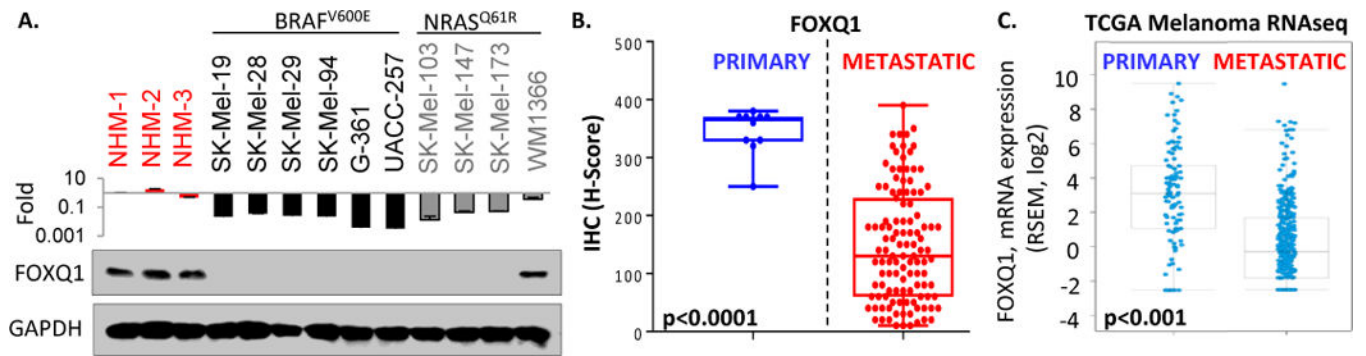 A.
BRAF^V600E
NRAS^Q61R
NHM-1
NHM-2
NHM-3
SK-Mel-19
SK-Mel-28
SK-Mel-29
SK-Mel-94
G-361
UACC-257
SK-Mel-103
SK-Mel-147
SK-Mel-173
WM1366
Fold
10
0.1
0.001
FOXQ1
GAPDH
B.
FOXQ1
PRIMARY
METASTATIC
IHC (H-Score)
500
400
300
200
100
0
p<0.0001
C.
TCGA Melanoma RNAseq
PRIMARY
METASTATIC
FOXQ1, mRNA expression
(RSEM, log2)
10
8
6
4
2
0
-2
-4
p<0.001